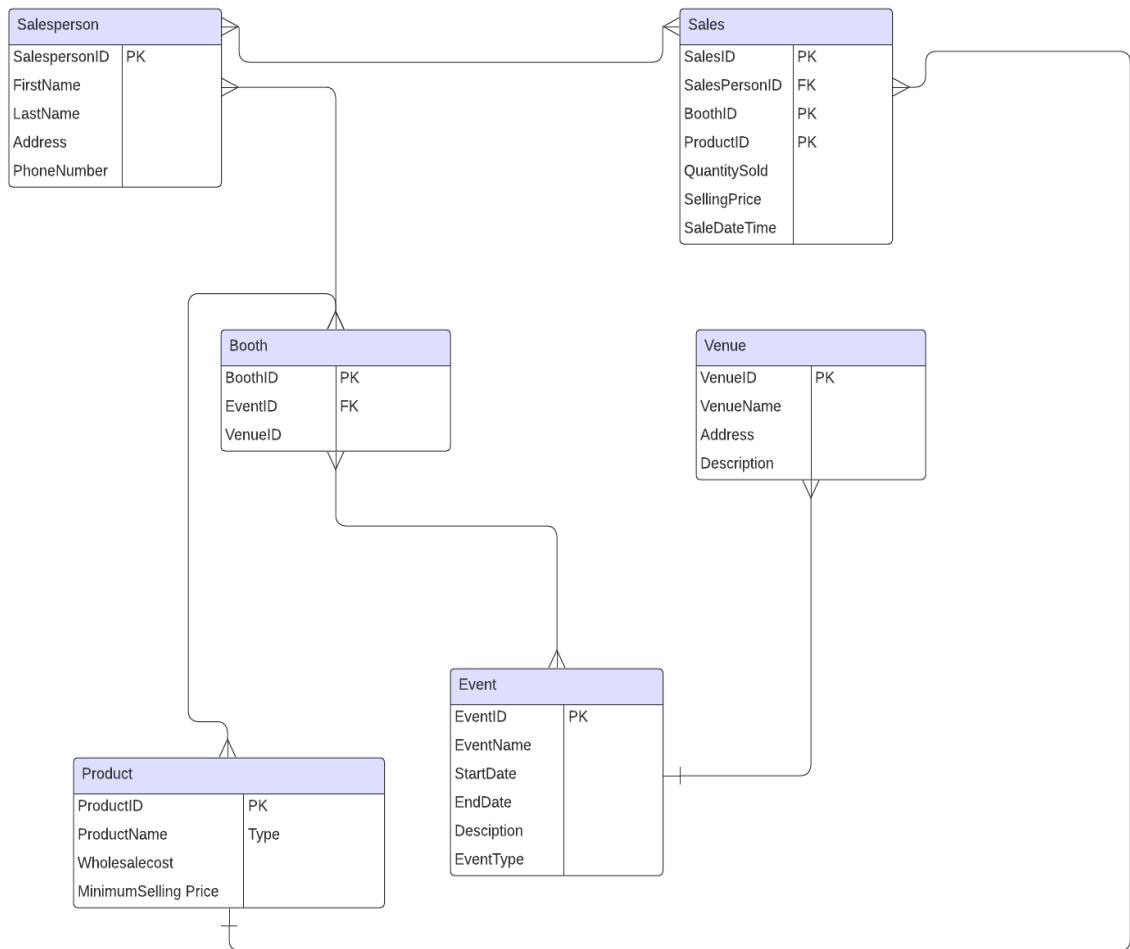 Salesperson
SalespersonID PK
FirstName
LastName
Address
PhoneNumber
Sales
SalesID PK
SalesPersonID FK
BoothID PK
ProductID PK
QuantitySold
SellingPrice
SaleDateTime
Booth
BoothID PK
EventID FK
VenueID
Venue
VenueID PK
VenueName
Address
Description
Event
EventID PK
EventName
StartDate
EndDate
Desciption
EventType
Product
ProductID PK
ProductName Type
Wholesalecost
MinimumSelling Price